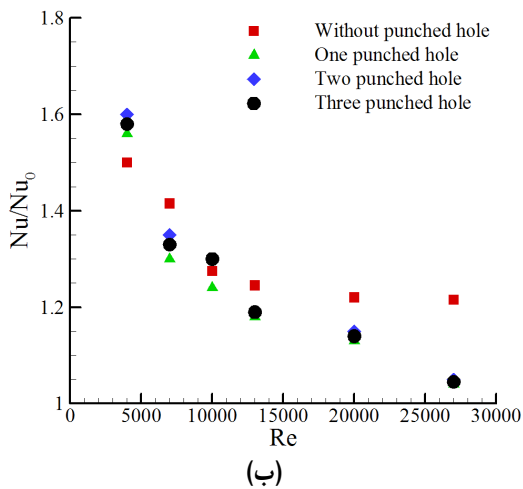 1.8
Without punched hole
One punched hole
Two punched hole
Three punched hole
1.6
Nu/Nu₀
1.4
1.2
1
0 5000 10000 15000 20000 25000 30000
Re
(ب)